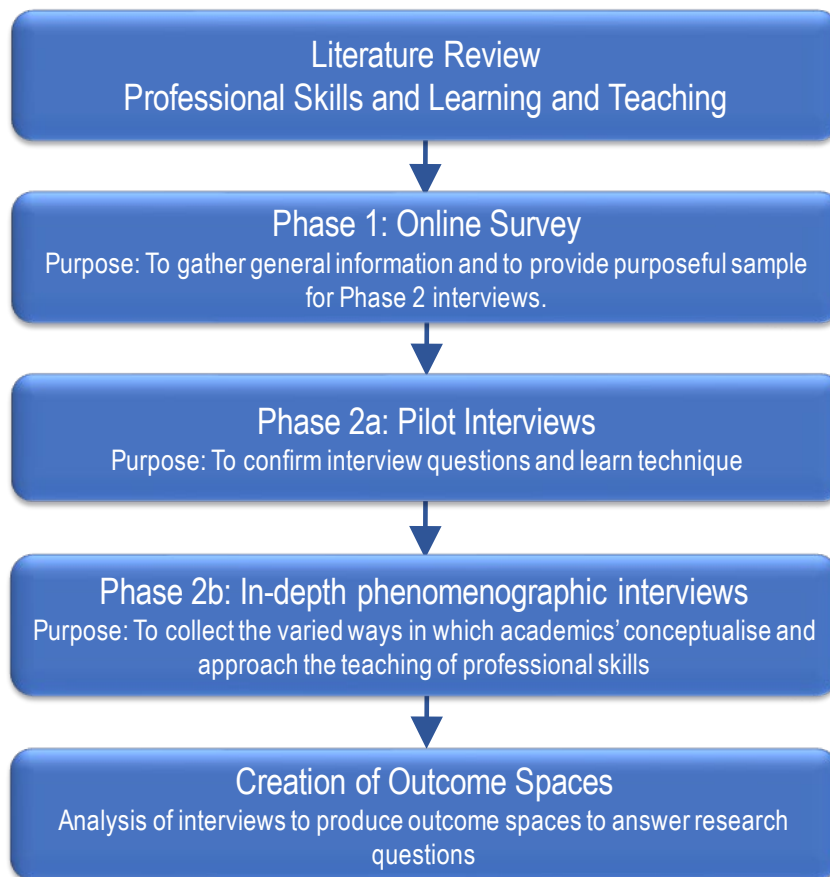 Literature Review
Professional Skills and Learning and Teaching
Phase 1: Online Survey
Purpose: To gather general information and to provide purposeful sample
for Phase 2 interviews.
Phase 2a: Pilot Interviews
Purpose: To confirm interview questions and learn technique
Phase 2b: In-depth phenomenographic interviews
Purpose: To collect the varied ways in which academics’ conceptualise and
approach the teaching of professional skills
Creation of Outcome Spaces
Analysis of interviews to produce outcome spaces to answer research
questions